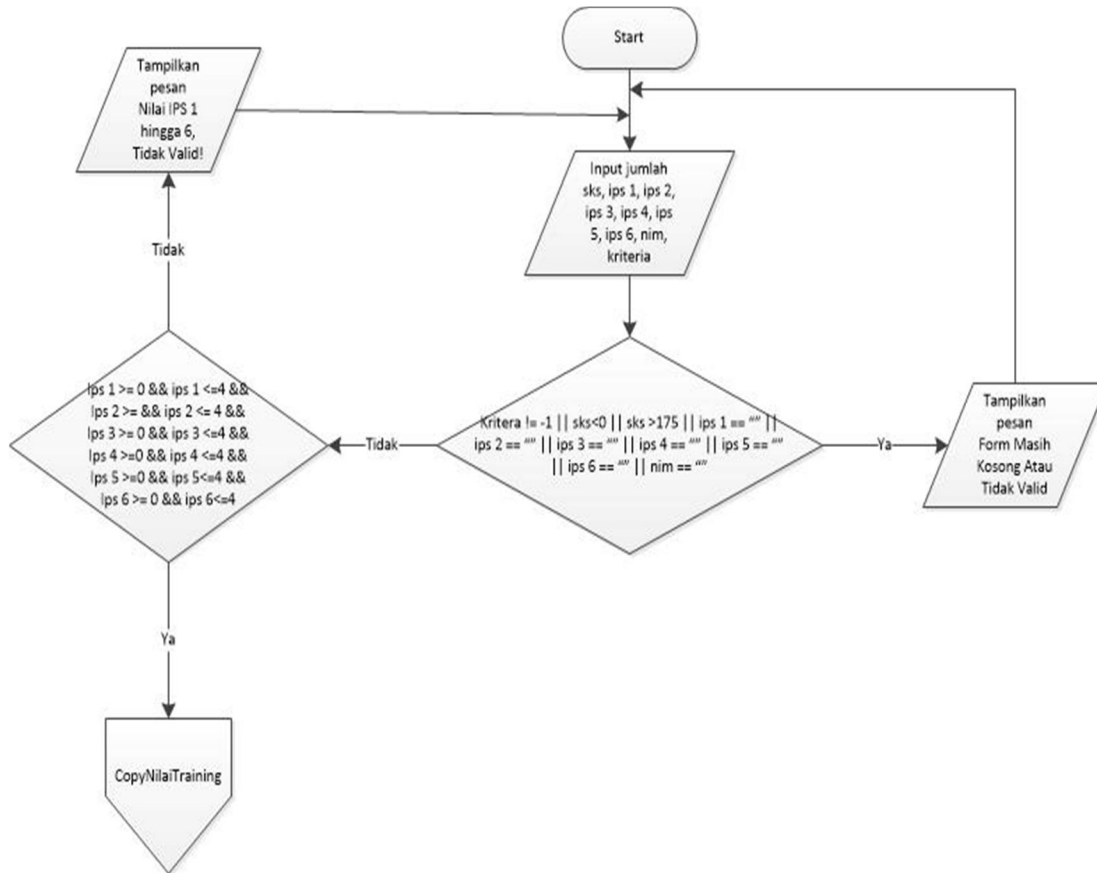 Start
Tampilkan
pesan
Nilai IPS 1
hingga 6,
Tidak Valid!
Input jumlah
sks, ips 1, ips 2,
ips 3, ips 4, ips
5, ips 6, nim,
kriteria
Tidak
Ips 1 >= 0 && ips 1 <=4 &&
Ips 2 >= && ips 2 <= 4 &&
Ips 3 >= 0 && ips 3 <=4 &&
Ips 4 >=0 && ips 4 <=4 &&
Ips 5 >=0 && ips 5<=4 &&
Ips 6 >= 0 && ips 6<=4
Tidak
Kritera != -1 || sks<0 || sks >175 || ips 1 == “” ||
ips 2 == “” || ips 3 == “” || ips 4 == “” || ips 5 == “”
|| ips 6 == “” || nim == “”
Ya
Tampilkan
pesan
Form Masih
Kosong Atau
Tidak Valid
Ya
CopyNilaiTraining